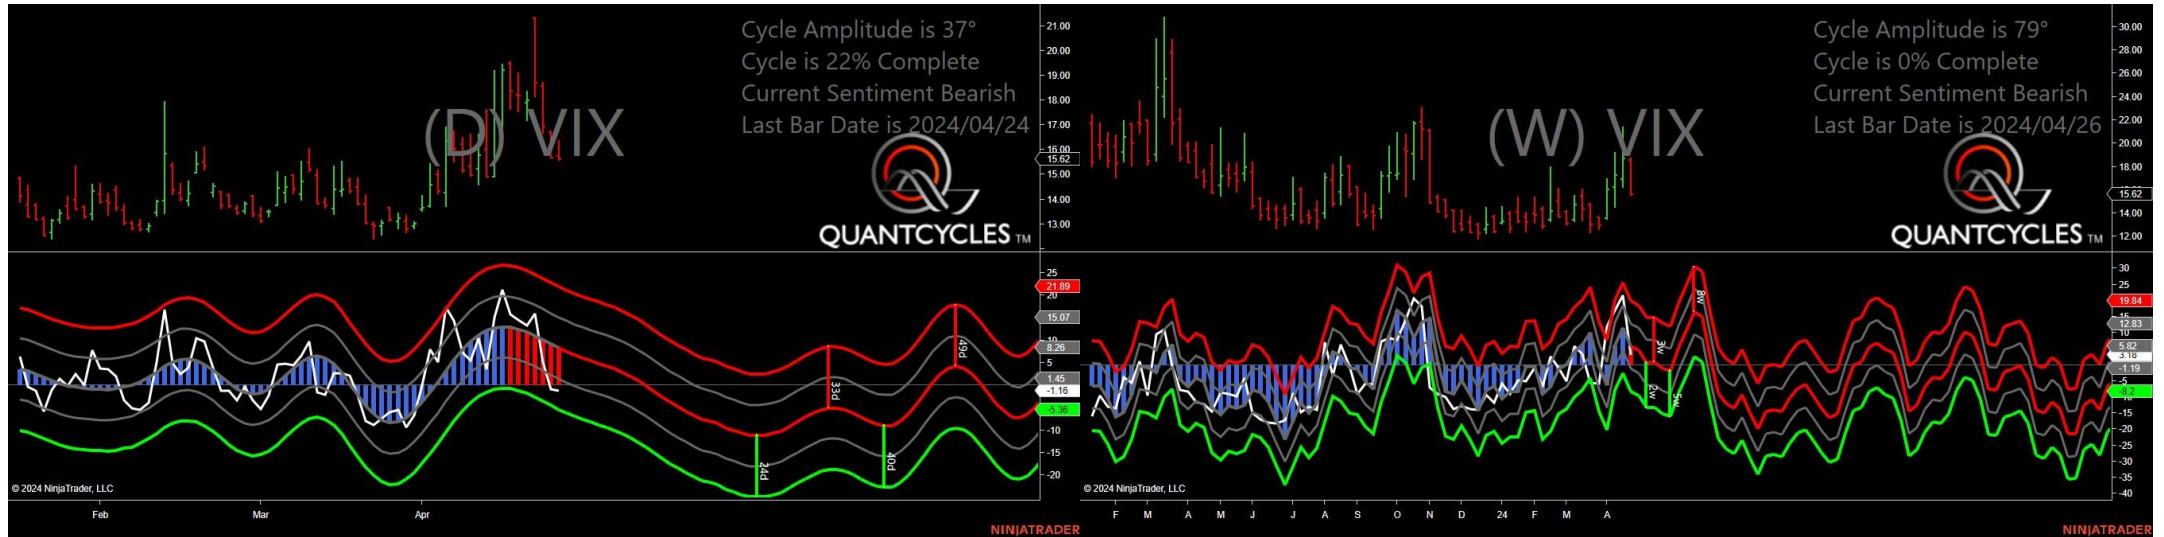 Cycle Amplitude is 37°
Cycle is 22% Complete
Current Sentiment Bearish
Last Bar Date is 2024/04/24
(D) VIX
QUANTCYCLES TM
21.00
20.00
19.00
18.00
17.00
16.00
15.62
15.00
14.00
13.00
25
21.89
20
15.07
10
8.26
5
1.45
-1.16
-5.36
-10
-15
-20
24d
33d
40d
49d
© 2024 NinjaTrader, LLC
Feb Mar Apr
NINJATRADER
Cycle Amplitude is 79°
Cycle is 0% Complete
Current Sentiment Bearish
Last Bar Date is 2024/04/26
(W) VIX
QUANTCYCLES TM
30.00
28.00
26.00
24.00
22.00
20.00
18.00
15.62
14.00
12.00
30
25
19.84
15
12.83
5.82
3.18
-1.19
-5
-8.2
-15
-20
-25
-30
-35
-40
2w
3w
5w
8w
© 2024 NinjaTrader, LLC
F M A M J J A S O N D 24 F M A
NINJATRADER